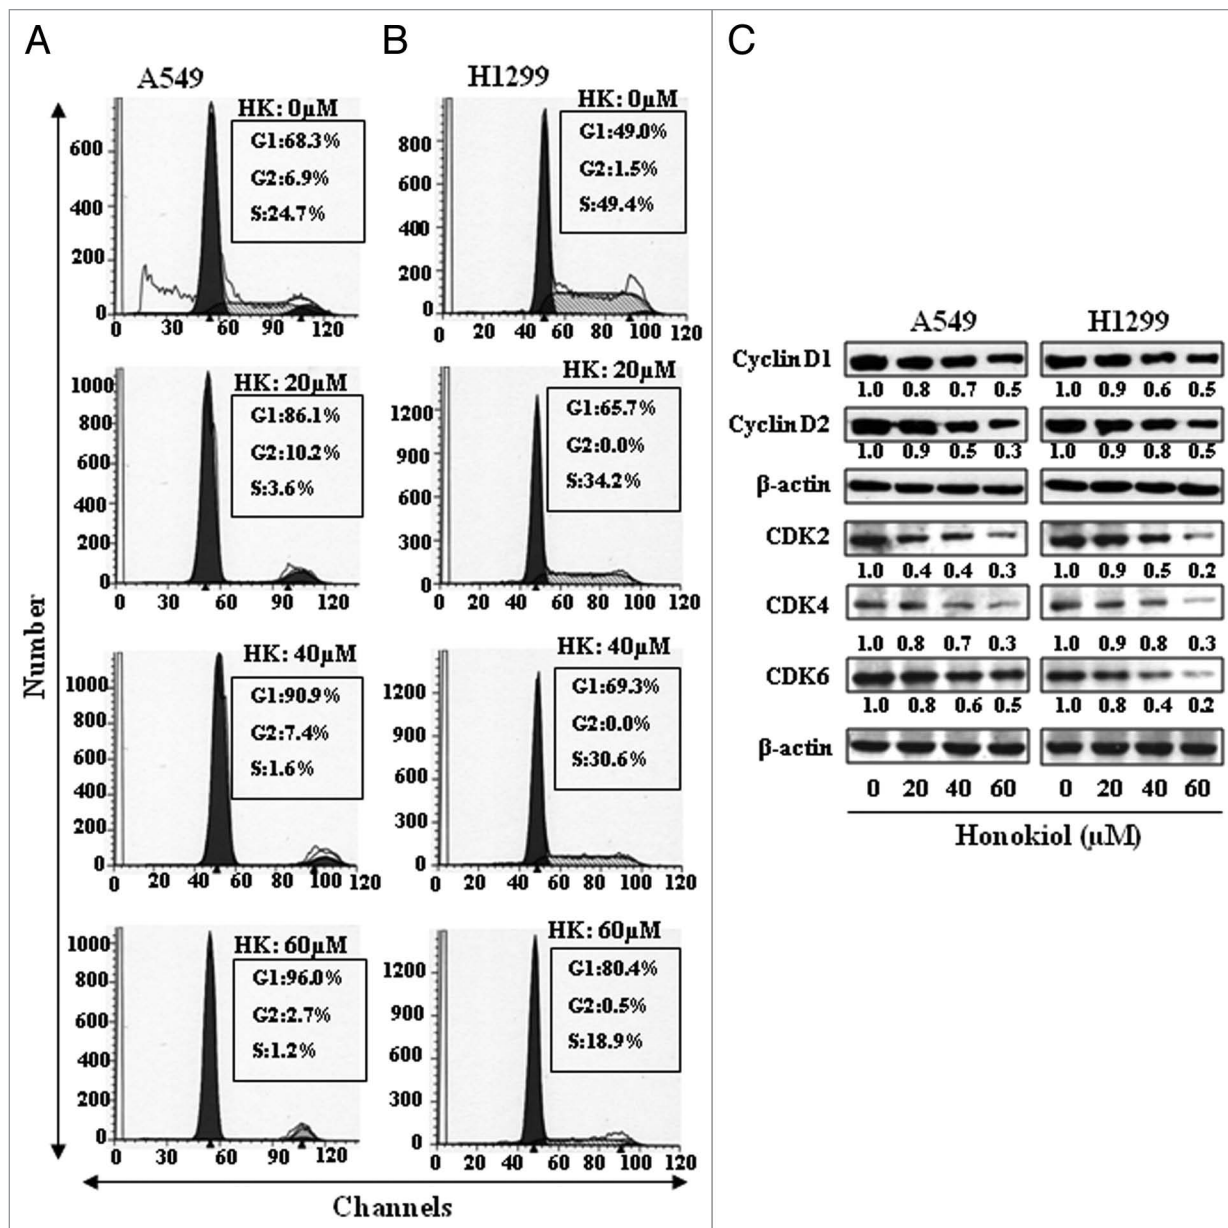 A
B
C
A549
H1299
HK: 0µM
G1:68.3%
G2:6.9%
S:24.7%
600
400
200
0
0 30 60 90 120
HK: 0µM
G1:49.0%
G2:1.5%
S:49.4%
800
600
400
200
0
0 20 40 60 80 100 120
HK: 20µM
G1:86.1%
G2:10.2%
S:3.6%
1000
800
600
400
200
0
0 30 60 90 120
HK: 20µM
G1:65.7%
G2:0.0%
S:34.2%
1200
900
600
300
0
0 20 40 60 80 100 120
HK: 40µM
G1:90.9%
G2:7.4%
S:1.6%
1000
800
600
400
200
0
0 20 40 60 80 100 120
HK: 40µM
G1:69.3%
G2:0.0%
S:30.6%
1200
900
600
300
0
0 20 40 60 80 100 120
HK: 60µM
G1:96.0%
G2:2.7%
S:1.2%
1000
800
600
400
200
0
0 30 60 90 120
HK: 60µM
G1:80.4%
G2:0.5%
S:18.9%
1200
900
600
300
0
0 20 40 60 80 100 120
Number
Channels
A549 H1299
Cyclin D1
1.0 0.8 0.7 0.5 1.0 0.9 0.6 0.5
Cyclin D2
1.0 0.9 0.5 0.3 1.0 0.9 0.8 0.5
β-actin
CDK2
1.0 0.4 0.4 0.3 1.0 0.9 0.5 0.2
CDK4
1.0 0.8 0.7 0.3 1.0 0.9 0.8 0.3
CDK6
1.0 0.8 0.6 0.5 1.0 0.8 0.4 0.2
β-actin
0 20 40 60 0 20 40 60
Honokiol (µM)